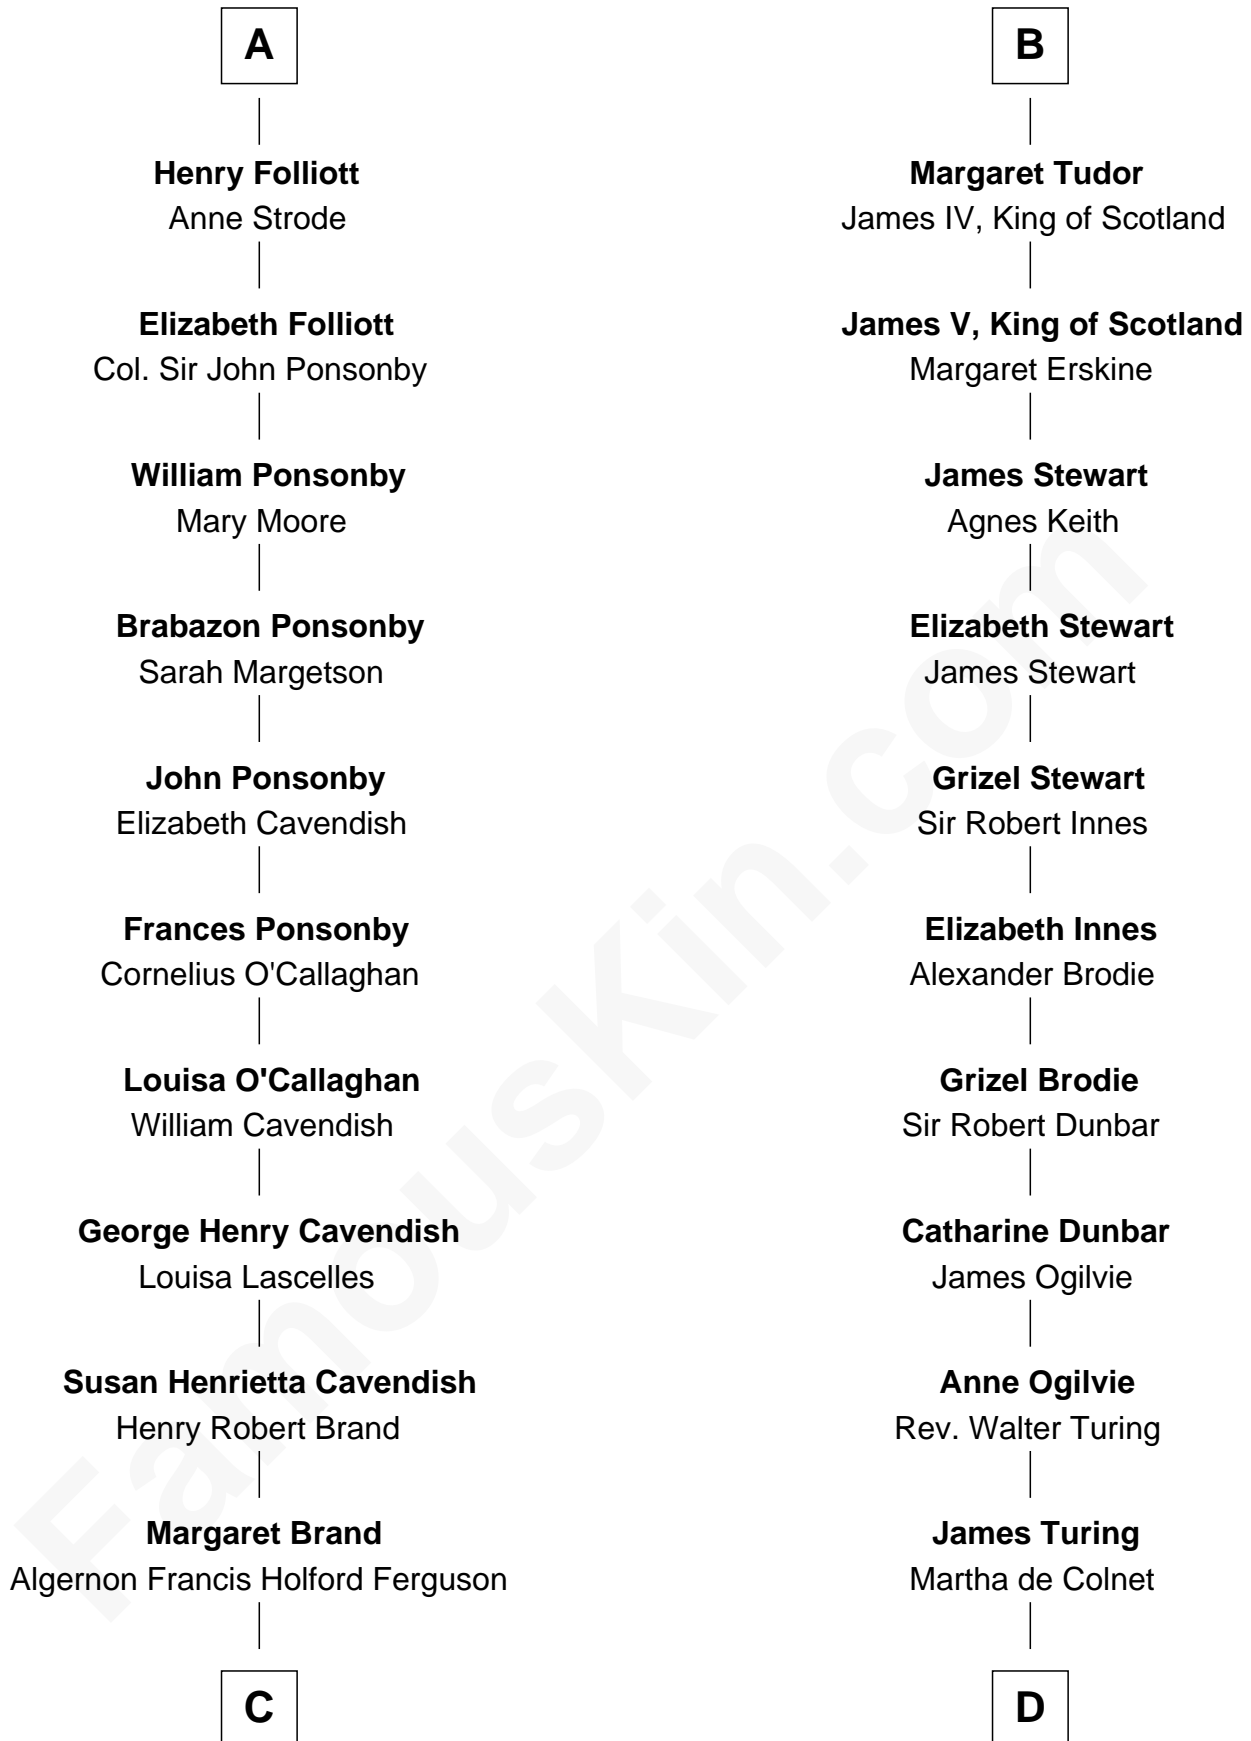 A
Henry Folliott
Anne Strode
Elizabeth Folliott
Col. Sir John Ponsonby
William Ponsonby
Mary Moore
Brabazon Ponsonby
Sarah Margetson
John Ponsonby
Elizabeth Cavendish
Frances Ponsonby
Cornelius O'Callaghan
Louisa O'Callaghan
William Cavendish
George Henry Cavendish
Louisa Lascelles
Susan Henrietta Cavendish
Henry Robert Brand
Margaret Brand
Algernon Francis Holford Ferguson
C
B
Margaret Tudor
James IV, King of Scotland
James V, King of Scotland
Margaret Erskine
James Stewart
Agnes Keith
Elizabeth Stewart
James Stewart
Grizel Stewart
Sir Robert Innes
Elizabeth Innes
Alexander Brodie
Grizel Brodie
Sir Robert Dunbar
Catharine Dunbar
James Ogilvie
Anne Ogilvie
Rev. Walter Turing
James Turing
Martha de Colnet
D
FamousKin.com